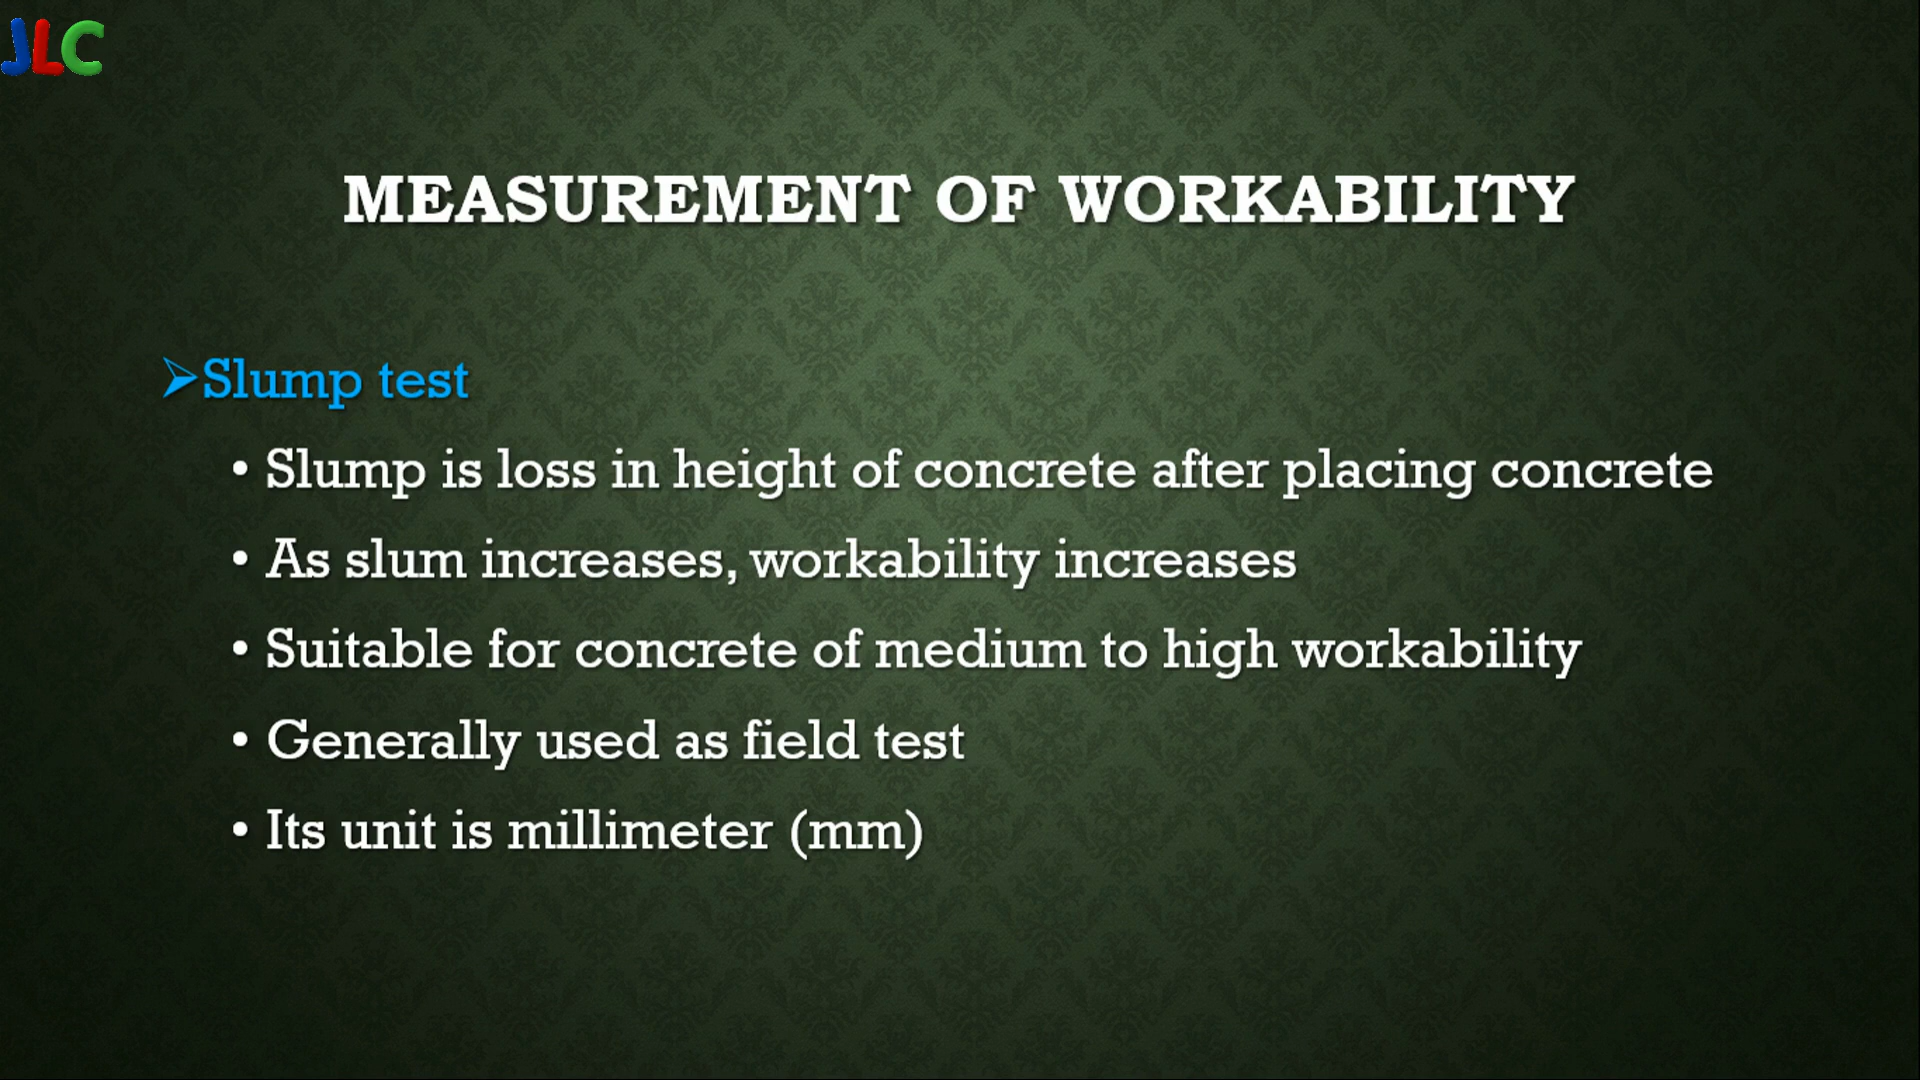 JLC
MEASUREMENT OF WORKABILITY
➢Slump test
• Slump is loss in height of concrete after placing concrete
• As slum increases, workability increases
• Suitable for concrete of medium to high workability
• Generally used as field test
• Its unit is millimeter (mm)